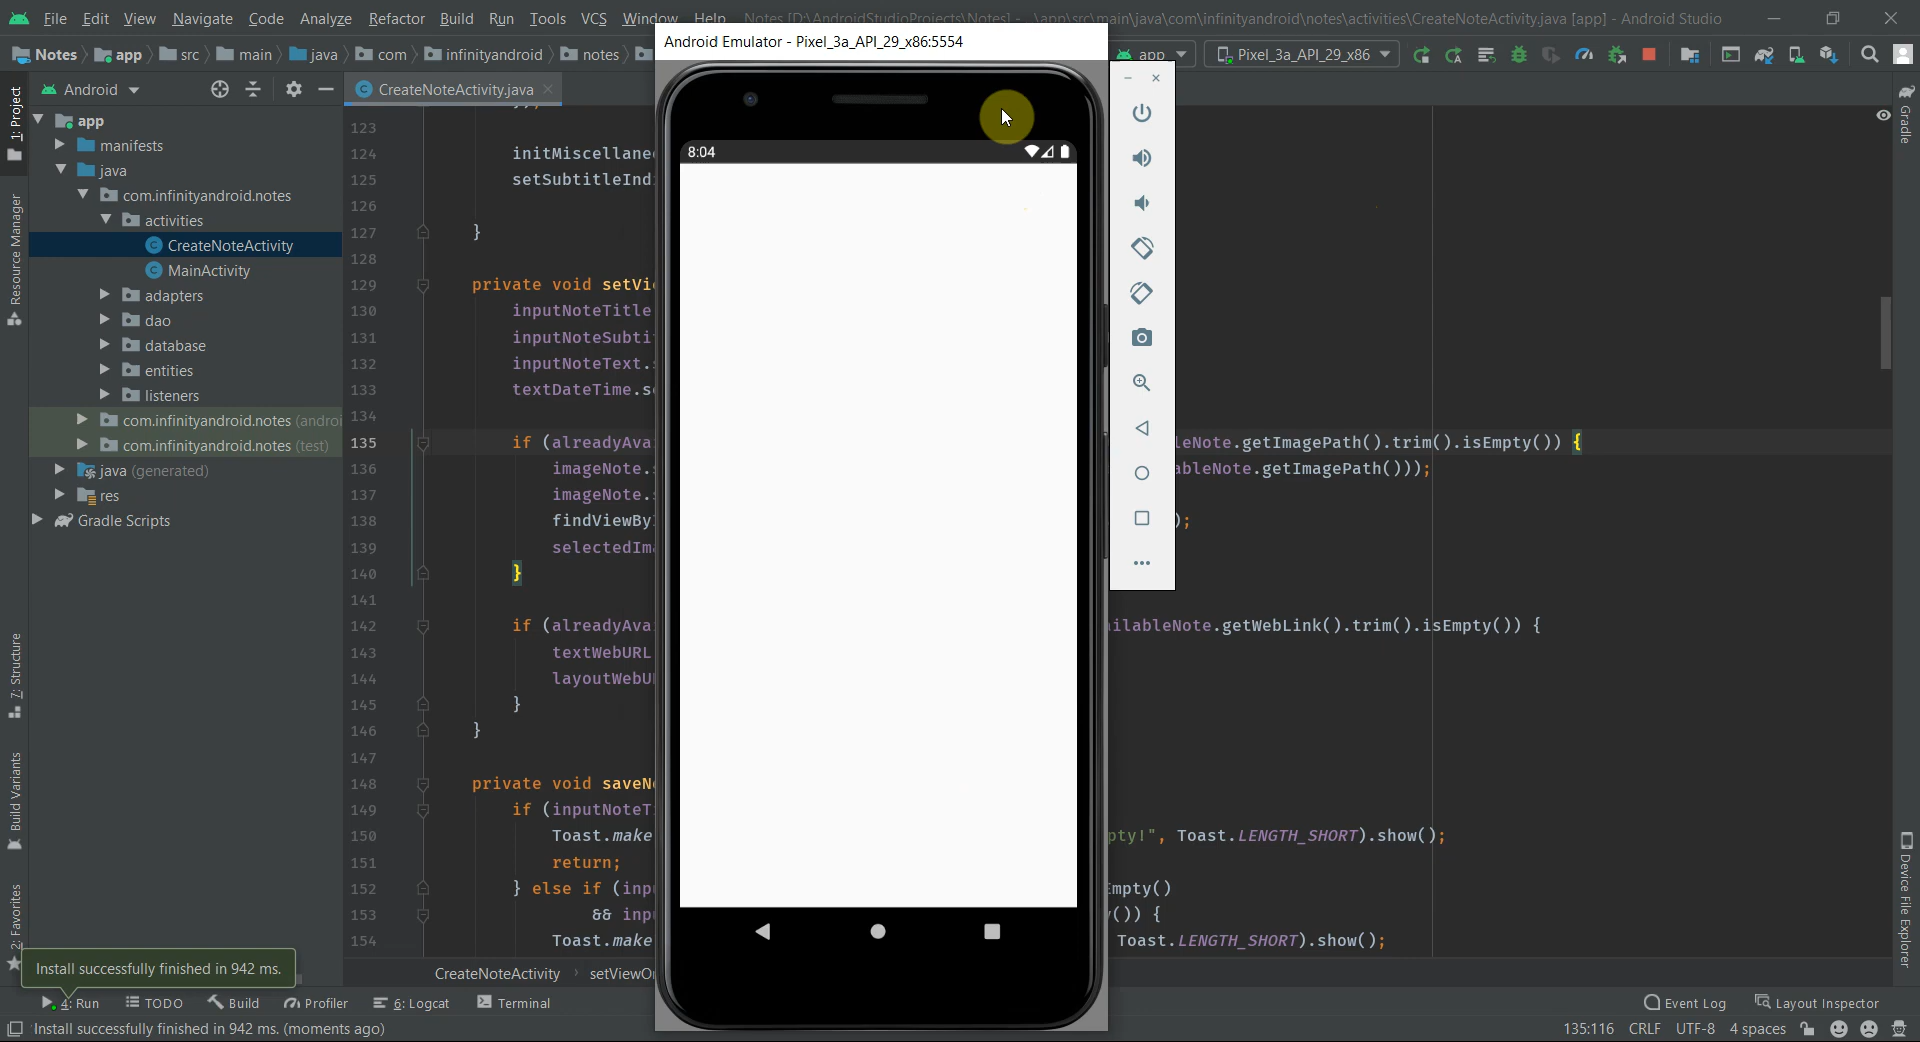 File Edit View Navigate Code Analyze Refactor Build Run Tools VCS Window Help Notes [D:\AndroidStudioProjects\Notes] - ...\app\src\main\java\com\infinityandroid\notes\activities\CreateNoteActivity.java [app] - Android Studio
Notes app src main java com infinityandroid notes
app Pixel_3a_API_29_x86
Android Emulator - Pixel_3a_API_29_x86:5554
Android
CreateNoteActivity.java
app
manifests
java
com.infinityandroid.notes
activities
CreateNoteActivity
MainActivity
adapters
dao
database
entities
listeners
com.infinityandroid.notes (androi
com.infinityandroid.notes (test)
java (generated)
res
Gradle Scripts
1: Project
Resource Manager
7: Structure
Build Variants
2: Favorites
8:04
123
124 initMiscellane
125 setSubtitleInd
126
127 }
128
129 private void setVi
130 inputNoteTitle
131 inputNoteSubti
132 inputNoteText.
133 textDateTime.s
134
135 if (alreadyAva leNote.getImagePath().trim().isEmpty()) {
136 imageNote. ableNote.getImagePath()));
137 imageNote.
138 findViewBy );
139 selectedIma
140 }
141
142 if (alreadyAva ilableNote.getWebLink().trim().isEmpty()) {
143 textWebURL
144 layoutWebU
145 }
146 }
147
148 private void saveN
149 if (inputNoteT
150 Toast.make pty!", Toast.LENGTH_SHORT).show();
151 return;
152 } else if (inp Empty()
153 && inp ()) {
154 Toast.make Toast.LENGTH_SHORT).show();
CreateNoteActivity setViewO
Gradle
Device File Explorer
Install successfully finished in 942 ms.
4: Run TODO Build Profiler 6: Logcat Terminal Event Log Layout Inspector
Install successfully finished in 942 ms. (moments ago) 135:116 CRLF UTF-8 4 spaces